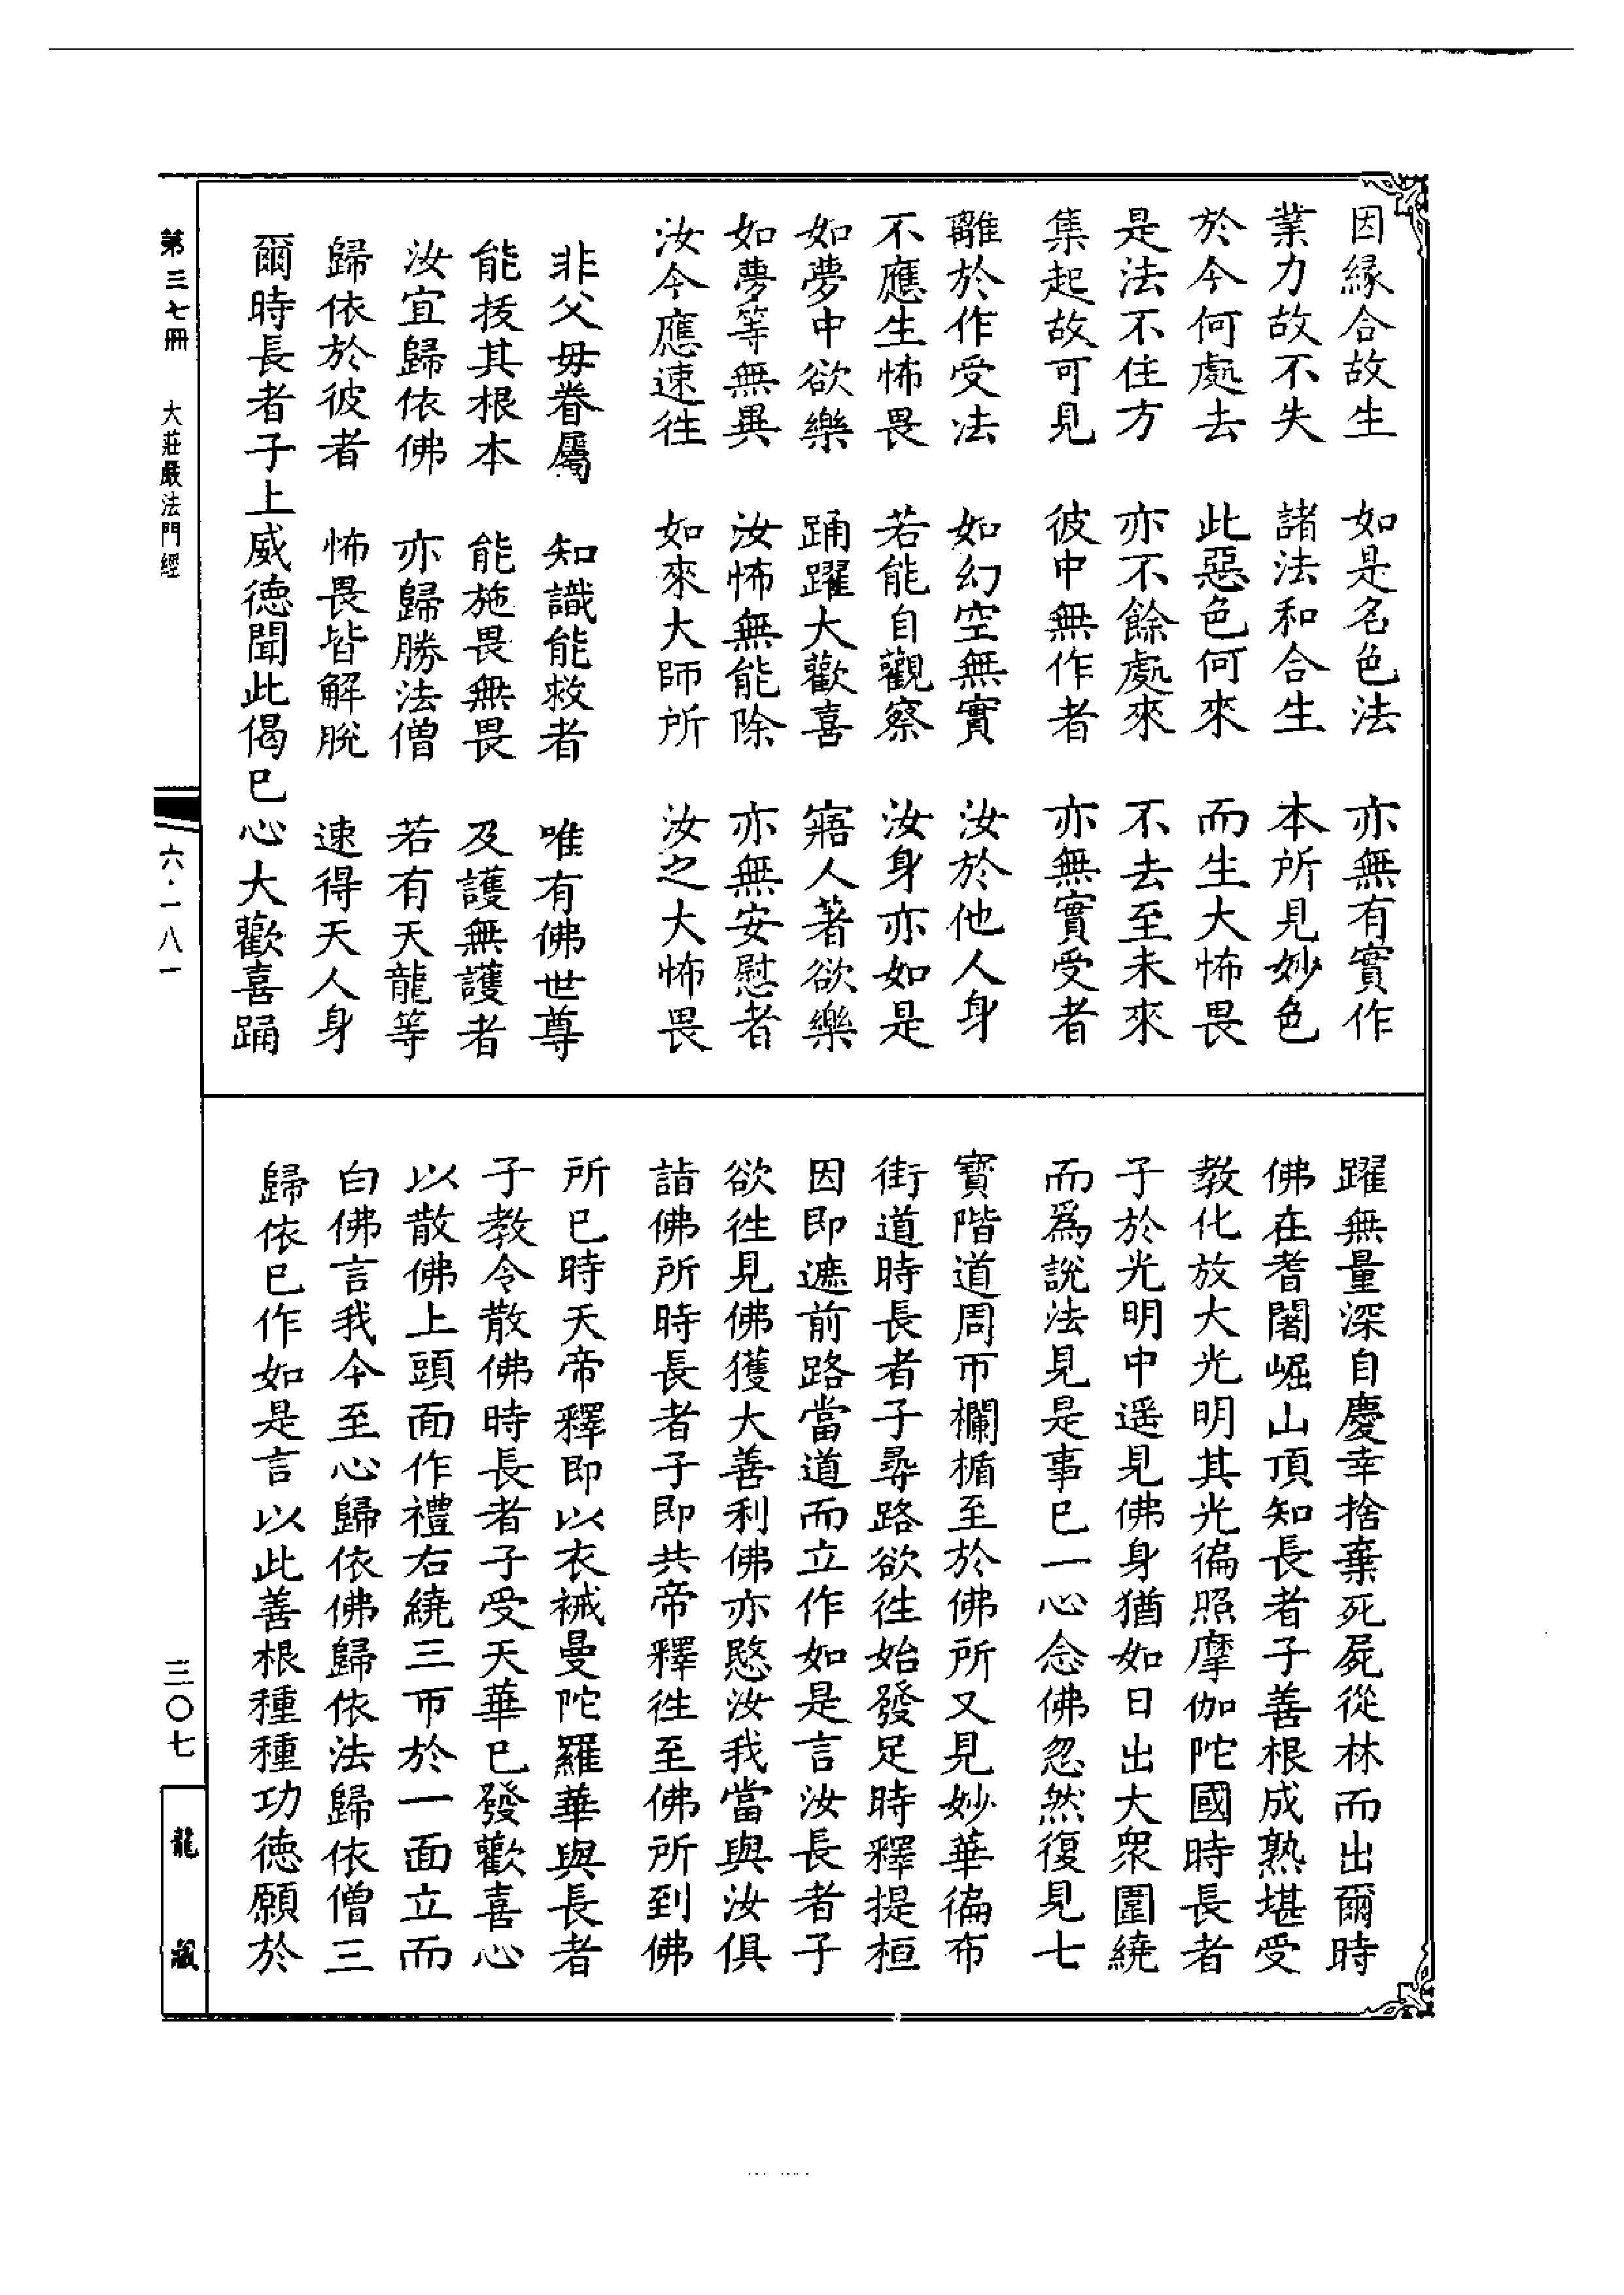 因緣合故生　如是名色法　亦無有實作
業力故不失　諸法和合生　本所見妙色
於今何處去　此惡色何來　而生大怖畏
是法不住方　亦不餘處來　不去至未來
集起故可見　彼中無作者　亦無實受者
離於作受法　如幻空無實　汝於他人身
不應生怖畏　若能自觀察　汝身亦如是
如夢中欲樂　踊躍大歡喜　寤人著欲樂
如夢等無異　汝怖無能除　亦無安慰者
汝今應速往　如來大師所　汝之大怖畏
非父母眷屬　知識能救者　唯有佛世尊
能拔其根本　能施畏無畏　及護無護者
汝宜歸依佛　亦歸勝法僧　若有天龍等
歸依於彼者　怖畏皆解脫　速得天人身
爾時長者子上威德聞此偈已心大歡喜踊
躍無量深自慶幸捨棄死屍從林而出爾時
佛在耆闍崛山頂知長者子善根成熟堪受
教化放大光明其光徧照摩伽陀國時長者
子於光明中遥見佛身猶如日出大衆圍繞
而爲說法見是事已一心念佛忽然復見七
寶階道周帀欄楯至於佛所又見妙華徧布
街道時長者子尋路欲往始發足時釋提桓
因即遮前路當道而立作如是言汝長者子
欲往見佛獲大善利佛亦愍汝我當與汝俱
詣佛所時長者子即共帝釋往至佛所到佛
所已時天帝釋即以衣裓曼陀羅華與長者
子教令散佛時長者子受天華已發歡喜心
以散佛上頭面作禮右繞三帀於一面立而
白佛言我今至心歸依佛歸依法歸依僧三
歸依已作如是言以此善根種種功德願於
第三七冊　大莊嚴法門經
六·一八一
三〇七
龍藏